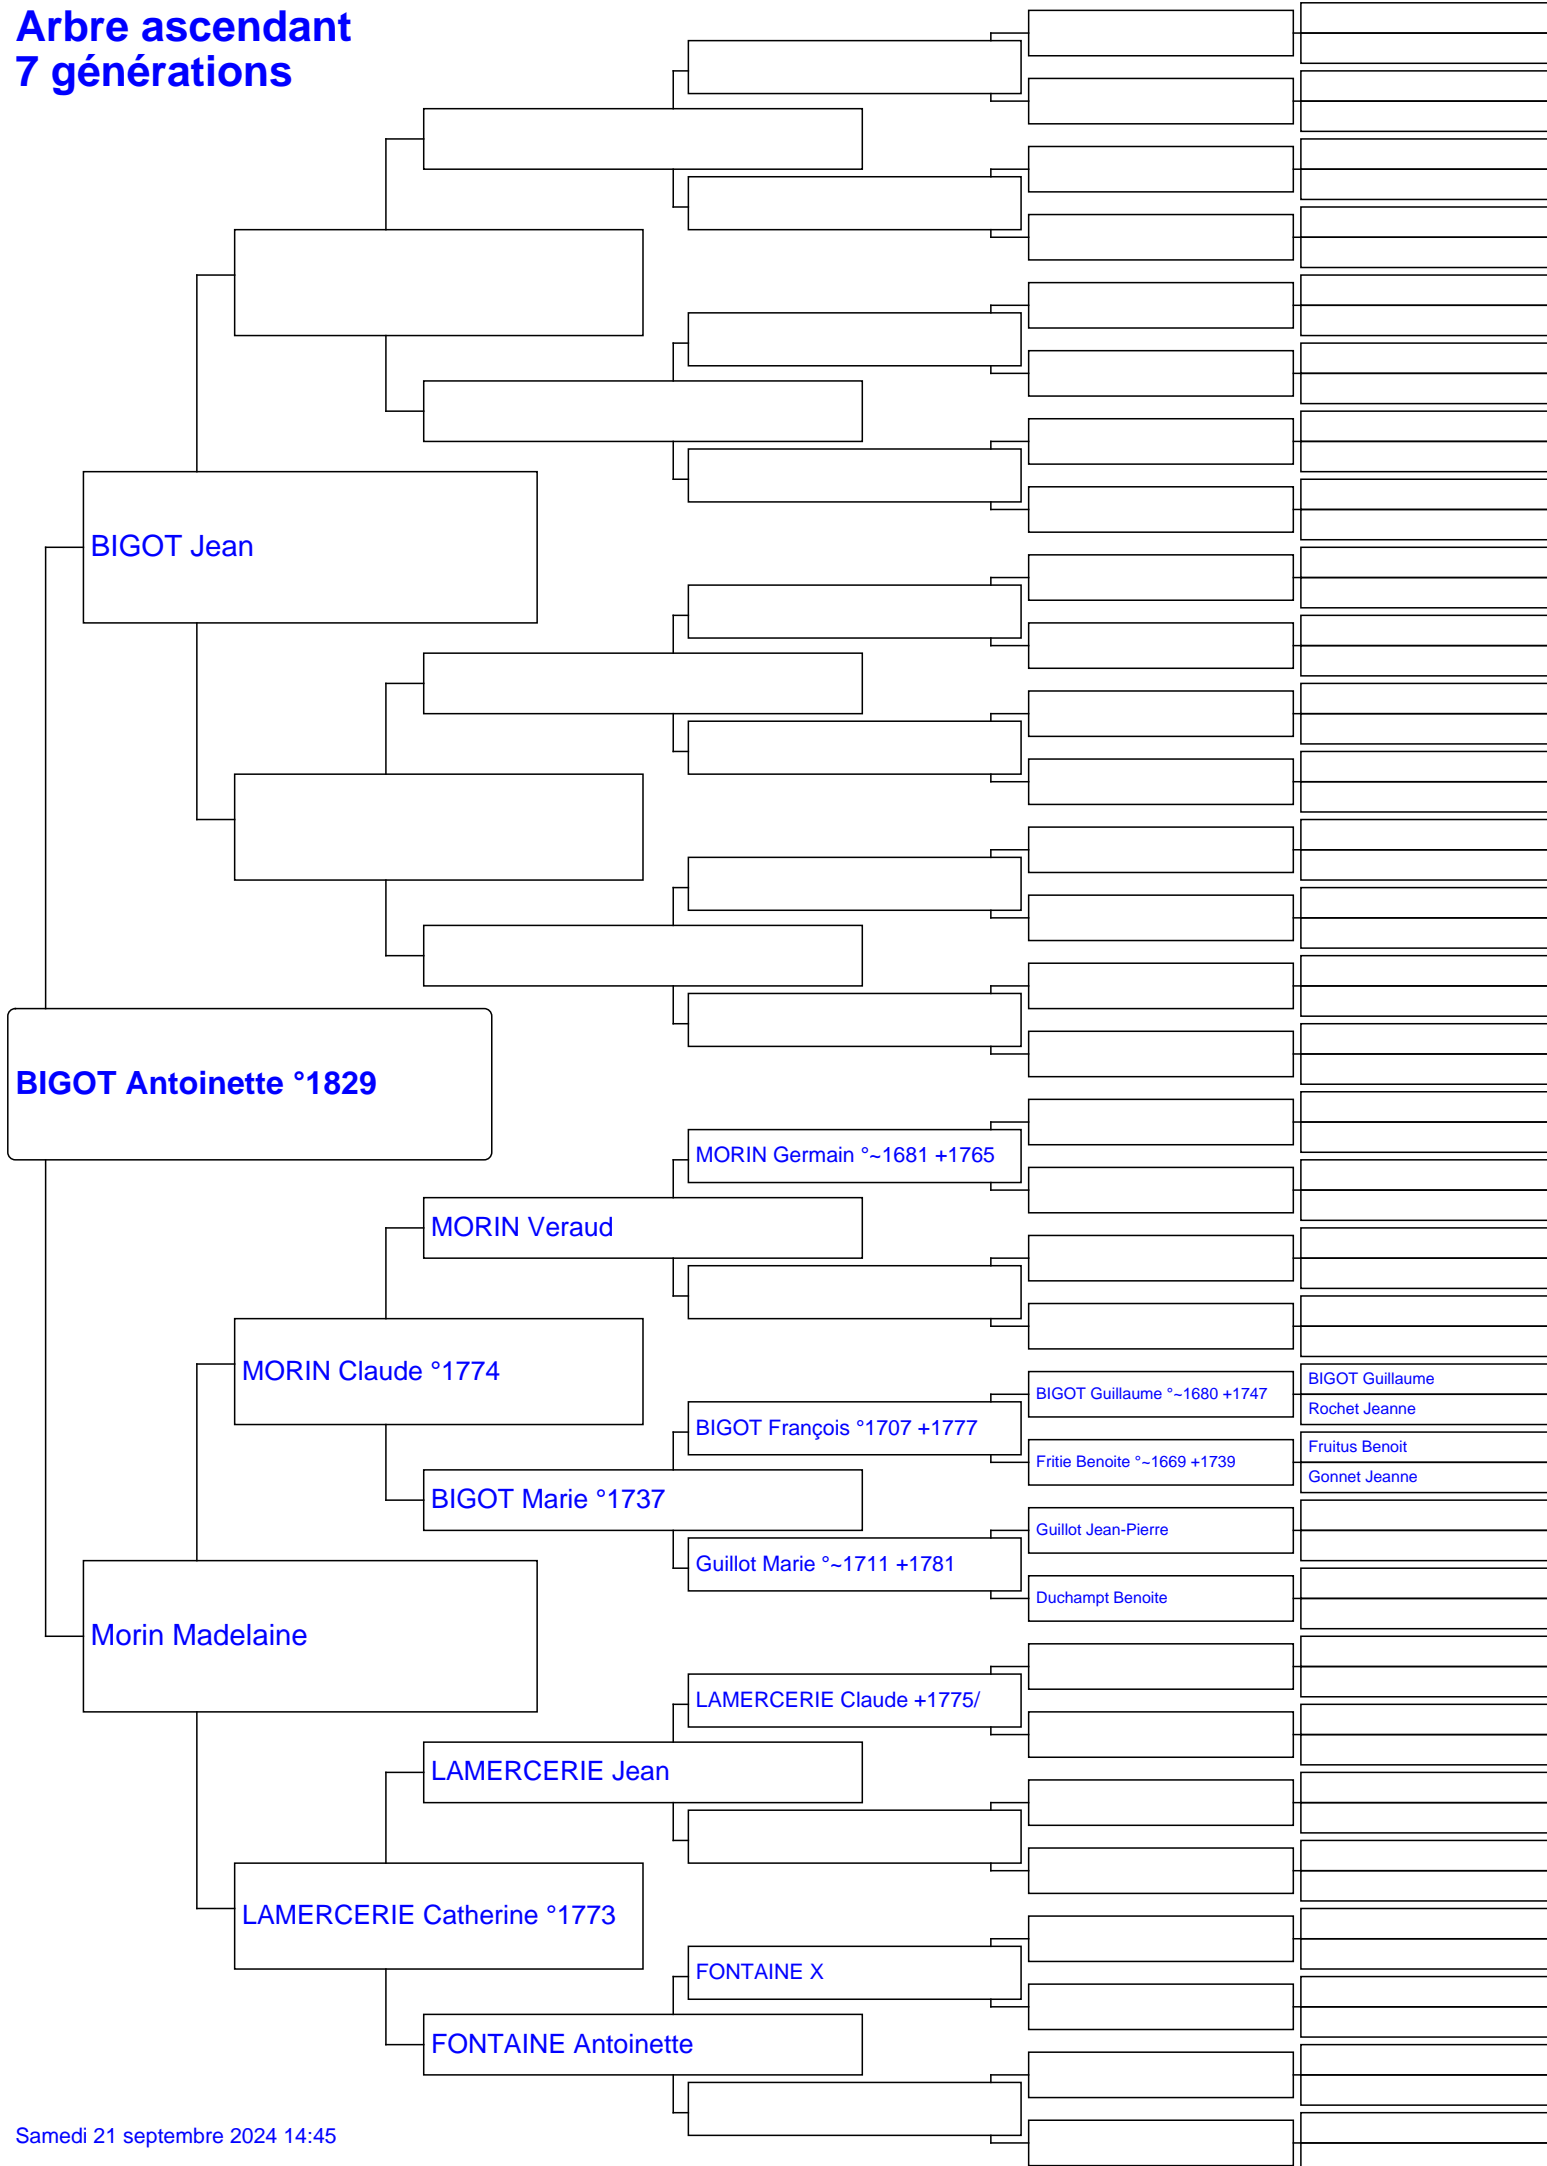 Arbre ascendant
7 générations
BIGOT Jean
BIGOT Antoinette °1829
MORIN Germain °~1681 +1765
MORIN Veraud
MORIN Claude °1774
BIGOT Guillaume °~1680 +1747
BIGOT Guillaume
Rochet Jeanne
BIGOT François °1707 +1777
Fritie Benoite °~1669 +1739
Fruitus Benoit
Gonnet Jeanne
BIGOT Marie °1737
Guillot Jean-Pierre
Guillot Marie °~1711 +1781
Duchampt Benoite
Morin Madelaine
LAMERCERIE Claude +1775/
LAMERCERIE Jean
LAMERCERIE Catherine °1773
FONTAINE X
FONTAINE Antoinette
Samedi 21 septembre 2024 14:45